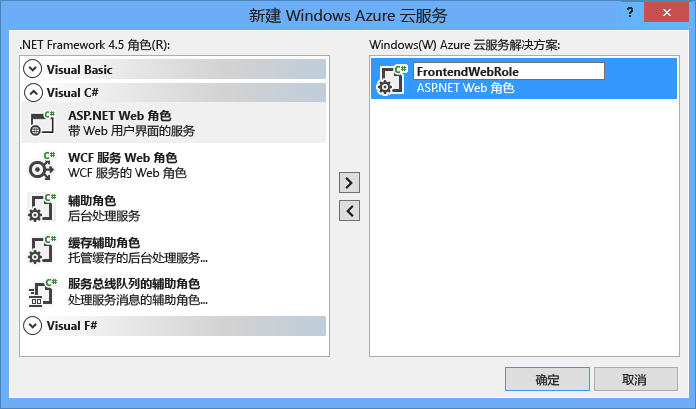 新建 Windows Azure 云服务
?
.NET Framework 4.5 角色(R):
Visual Basic
Visual C#
C#
ASP.NET Web 角色
带 Web 用户界面的服务
C#
WCF 服务 Web 角色
WCF 服务的 Web 角色
C#
辅助角色
后台处理服务
C#
缓存辅助角色
托管缓存的后台处理服务...
C#
服务总线队列的辅助角色
处理服务消息的辅助角色...
Visual F#
Windows(W) Azure 云服务解决方案:
C#
FrontendWebRole
ASP.NET Web 角色
确定
取消